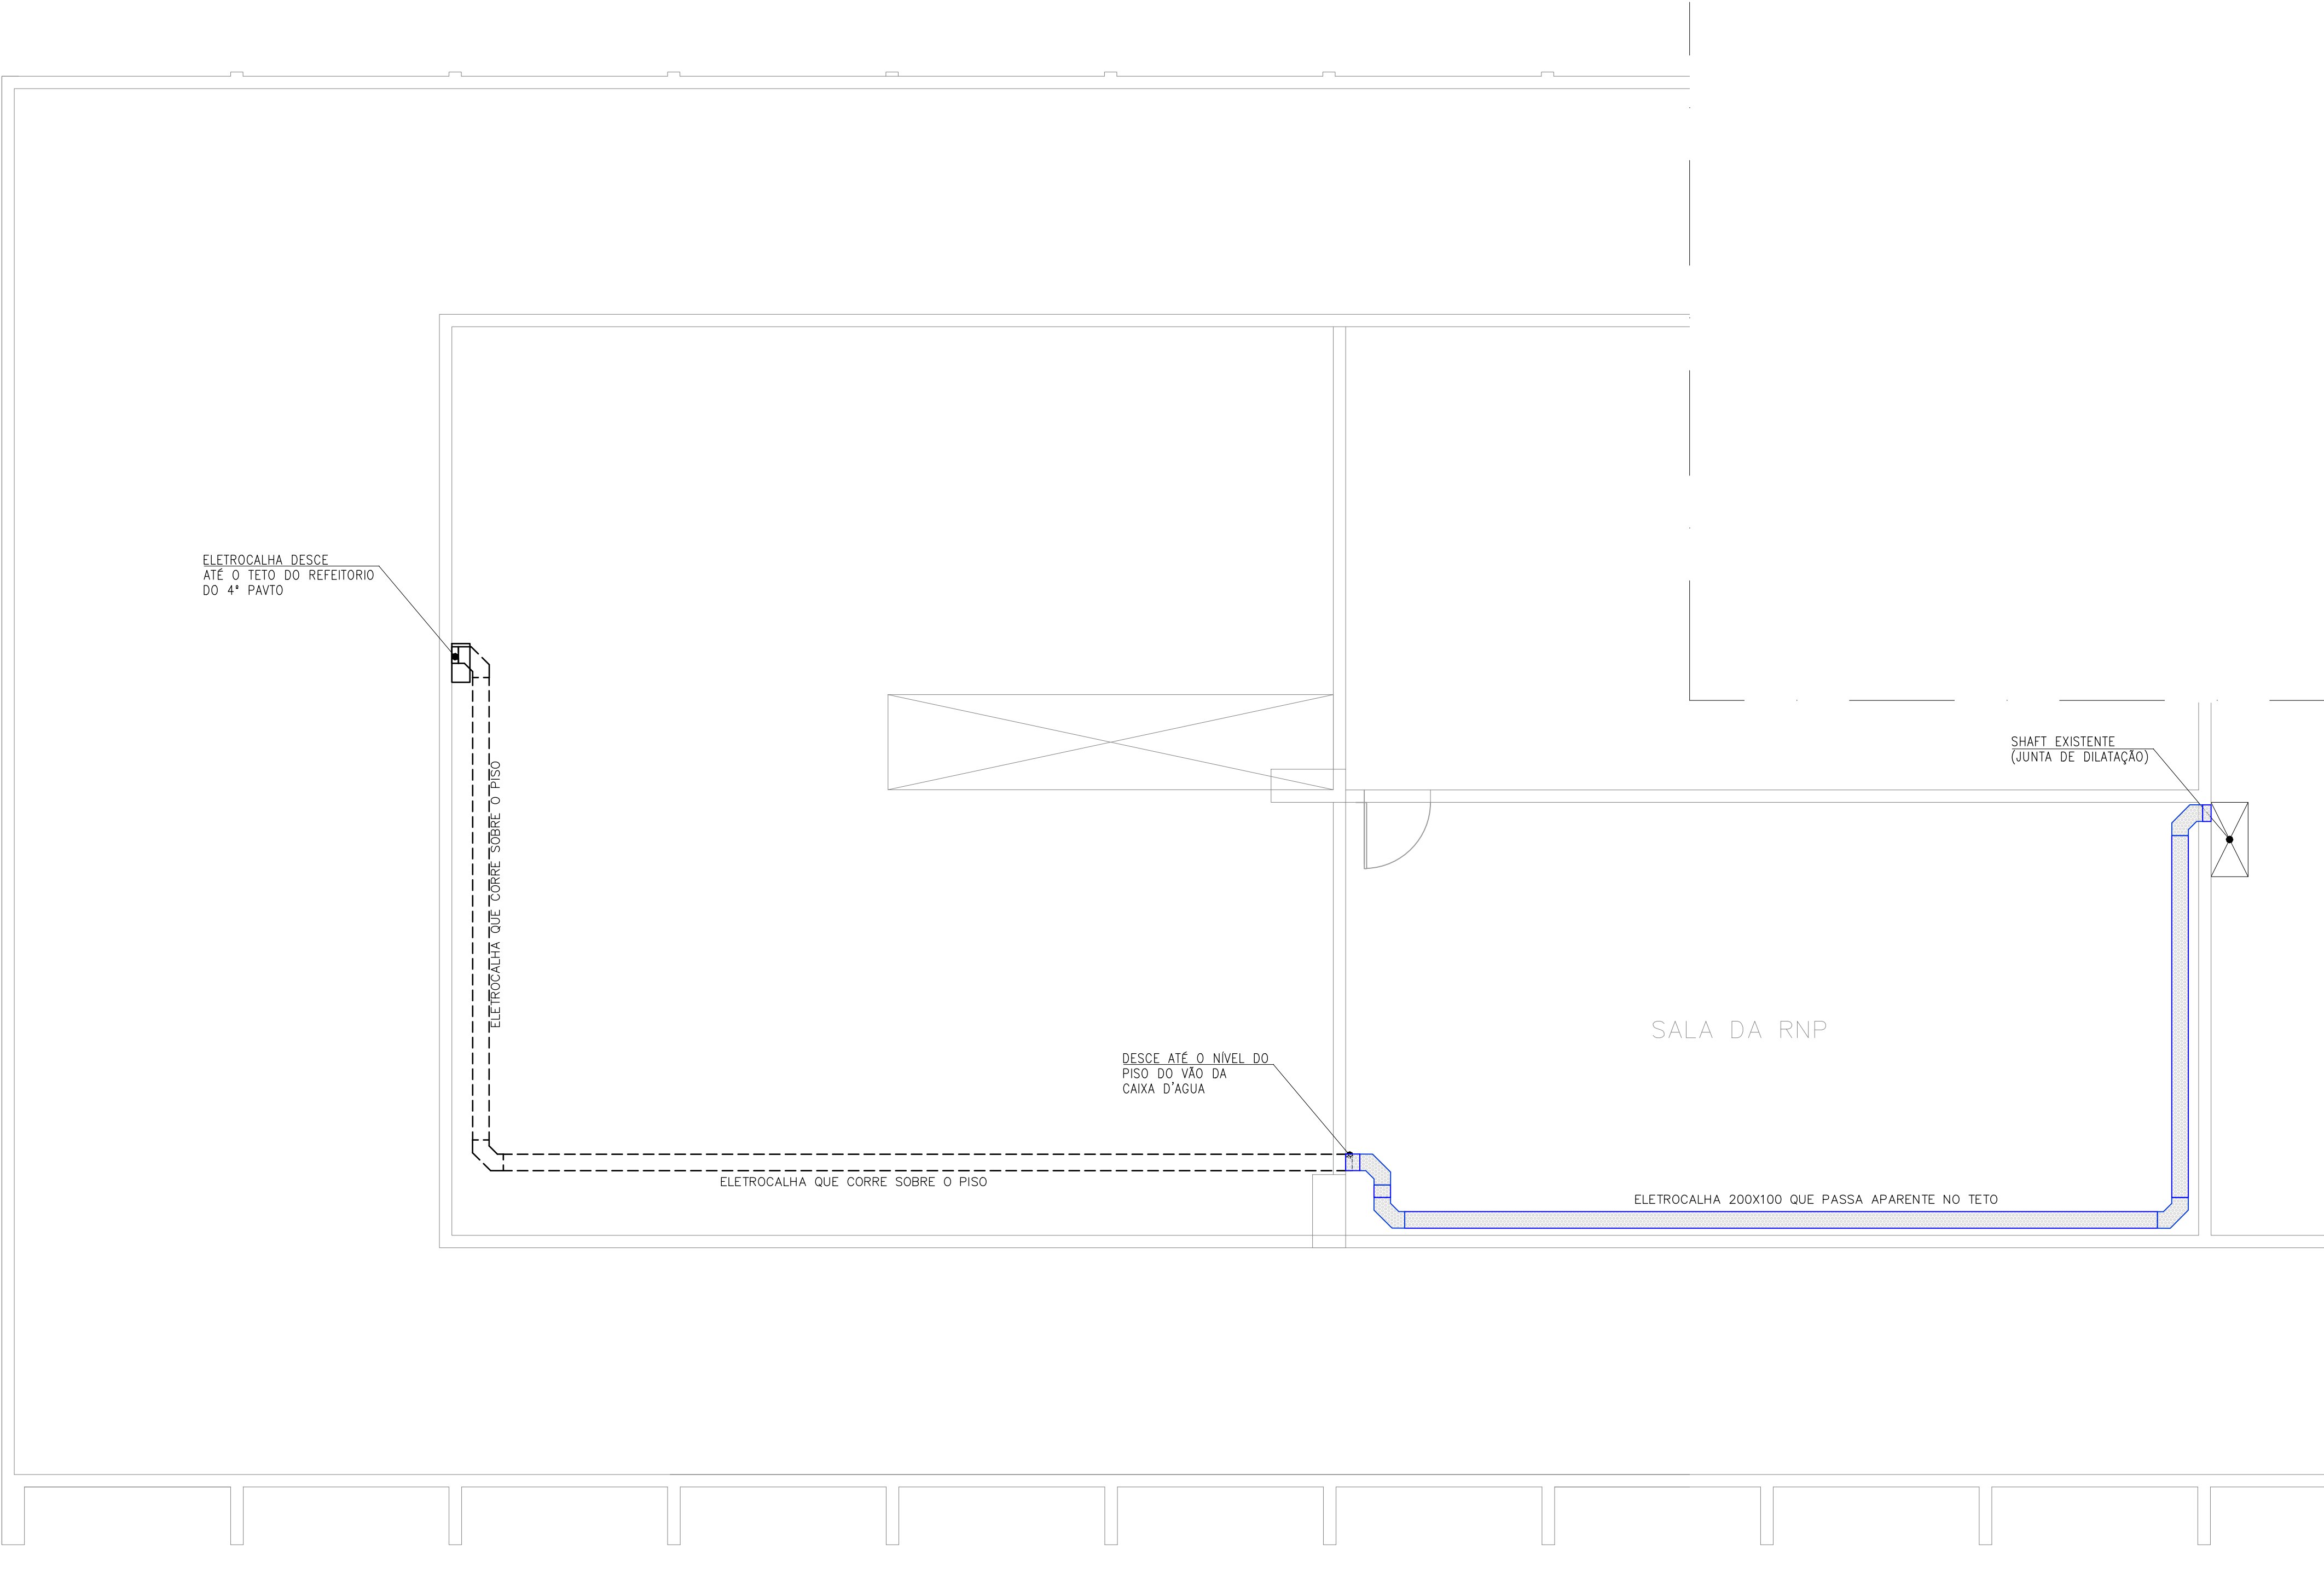 ELETROCALHA DESCE
ATÉ O TETO DO REFEITORIO
DO 4° PAVTO
SHAFT EXISTENTE
(JUNTA DE DILATAÇÃO)
ELETROCALHA QUE CORRE SOBRE O PISO
SALA DA RNP
DESCE ATÉ O NÍVEL DO
PISO DO VÃO DA
CAIXA D'AGUA
ELETROCALHA QUE CORRE SOBRE O PISO
ELETROCALHA 200X100 QUE PASSA APARENTE NO TETO